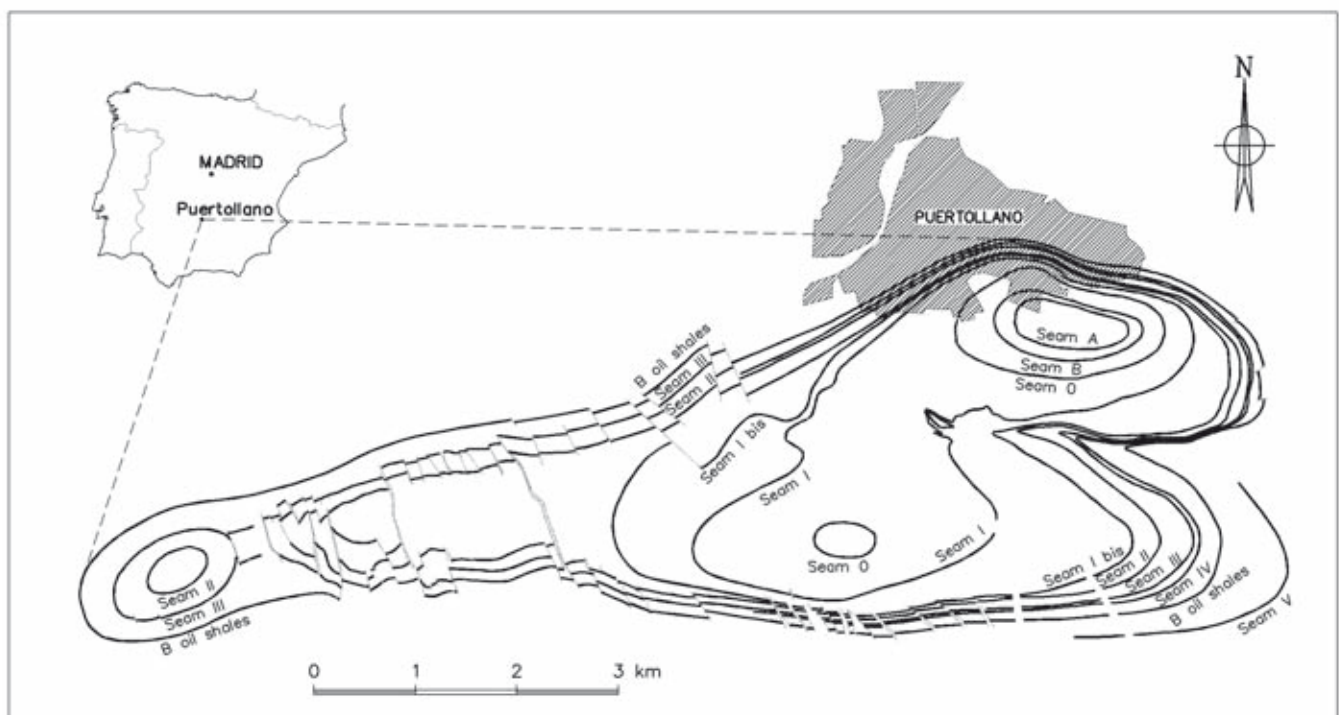 N
MADRID
Puertollano
PUERTOLLANO
Seam A
Seam B
Seam O
B oil shales
Seam III
Seam II
Seam I bis
Seam I
Seam O
Seam I
Seam I bis
Seam II
Seam III
Seam IV
B oil shales
Seam V
Seam II
Seam III
B oil shales
0 1 2 3 km